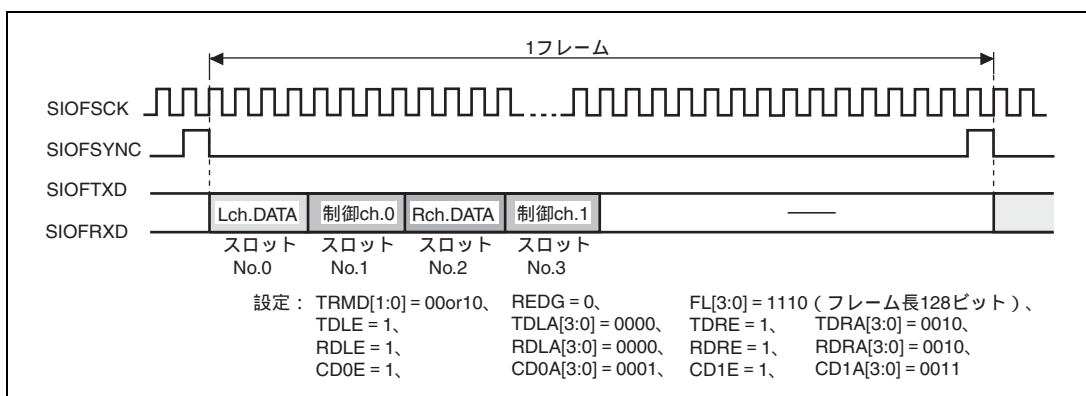 1フレーム
SIOFSCK
SIOFSYNC
SIOFTXD
SIOFRXD
Lch.DATA 制御ch.0 Rch.DATA 制御ch.1
スロット スロット スロット スロット
No.0 No.1 No.2 No.3
設定： TRMD[1:0] = 00or10、 REDG = 0、 FL[3:0] = 1110（フレーム長128ビット）、
TDLE = 1、 TDLA[3:0] = 0000、 TDRE = 1、 TDRA[3:0] = 0010、
RDLE = 1、 RDLA[3:0] = 0000、 RDRE = 1、 RDRA[3:0] = 0010、
CD0E = 1、 CD0A[3:0] = 0001、 CD1E = 1、 CD1A[3:0] = 0011